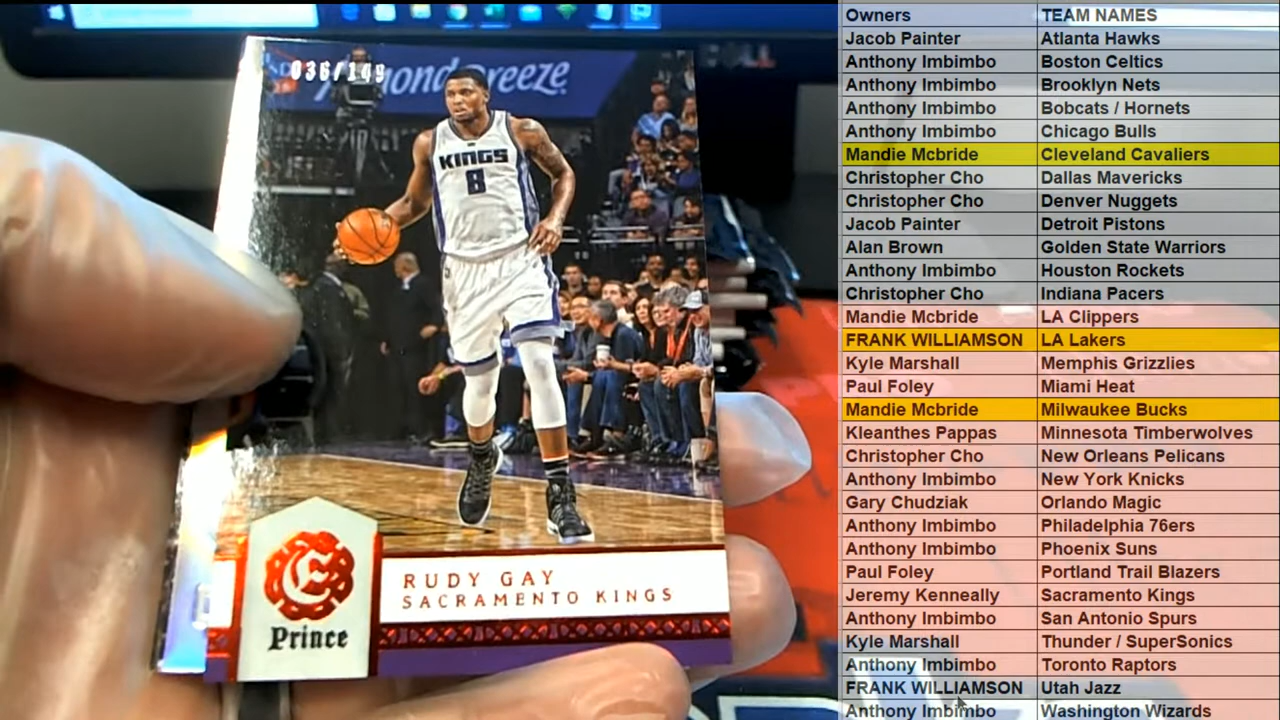 036/149
mond Breeze
KINGS
8
C
Prince
RUDY GAY
SACRAMENTO KINGS
Owners TEAM NAMES
Jacob Painter Atlanta Hawks
Anthony Imbimbo Boston Celtics
Anthony Imbimbo Brooklyn Nets
Anthony Imbimbo Bobcats / Hornets
Anthony Imbimbo Chicago Bulls
Mandie Mcbride Cleveland Cavaliers
Christopher Cho Dallas Mavericks
Christopher Cho Denver Nuggets
Jacob Painter Detroit Pistons
Alan Brown Golden State Warriors
Anthony Imbimbo Houston Rockets
Christopher Cho Indiana Pacers
Mandie Mcbride LA Clippers
FRANK WILLIAMSON LA Lakers
Kyle Marshall Memphis Grizzlies
Paul Foley Miami Heat
Mandie Mcbride Milwaukee Bucks
Kleanthes Pappas Minnesota Timberwolves
Christopher Cho New Orleans Pelicans
Anthony Imbimbo New York Knicks
Gary Chudziak Orlando Magic
Anthony Imbimbo Philadelphia 76ers
Anthony Imbimbo Phoenix Suns
Paul Foley Portland Trail Blazers
Jeremy Kenneally Sacramento Kings
Anthony Imbimbo San Antonio Spurs
Kyle Marshall Thunder / SuperSonics
Anthony Imbimbo Toronto Raptors
FRANK WILLIAMSON Utah Jazz
Anthony Imbimbo Washington Wizards